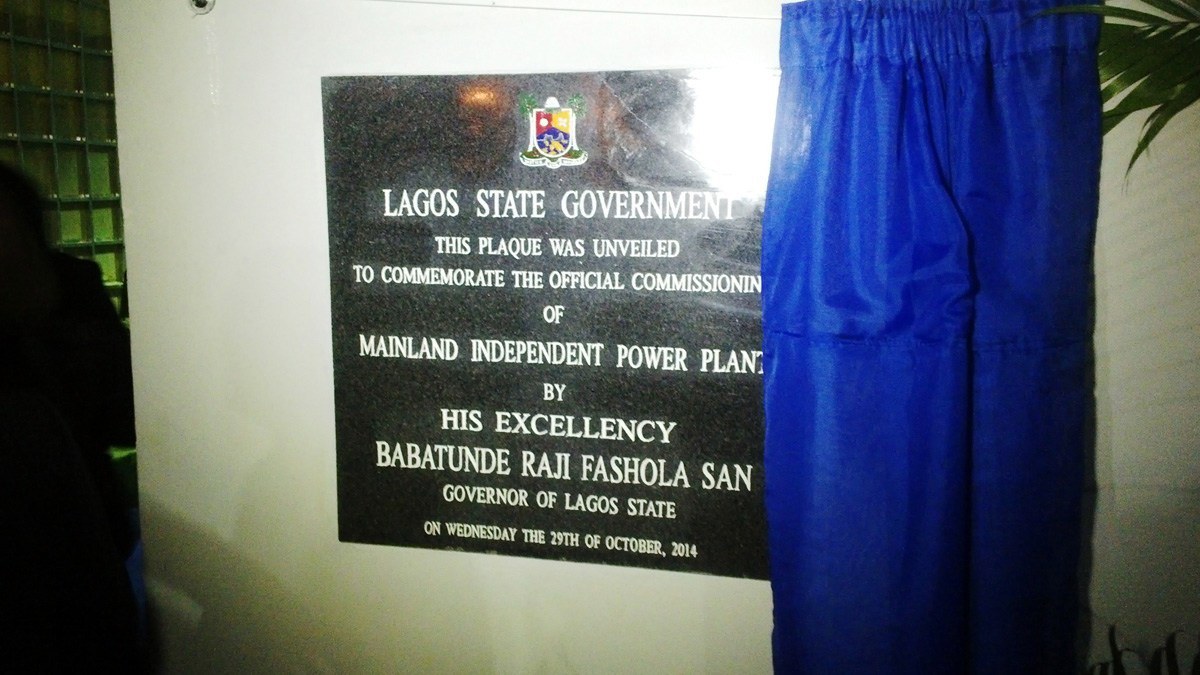 LAGOS STATE GOVERNMENT
THIS PLAQUE WAS UNVEILED
TO COMMEMORATE THE OFFICIAL COMMISSIONIN
OF
MAINLAND INDEPENDENT POWER PLANT
BY
HIS EXCELLENCY
BABATUNDE RAJI FASHOLA SAN
GOVERNOR OF LAGOS STATE
ON WEDNESDAY THE 29TH OF OCTOBER, 2014